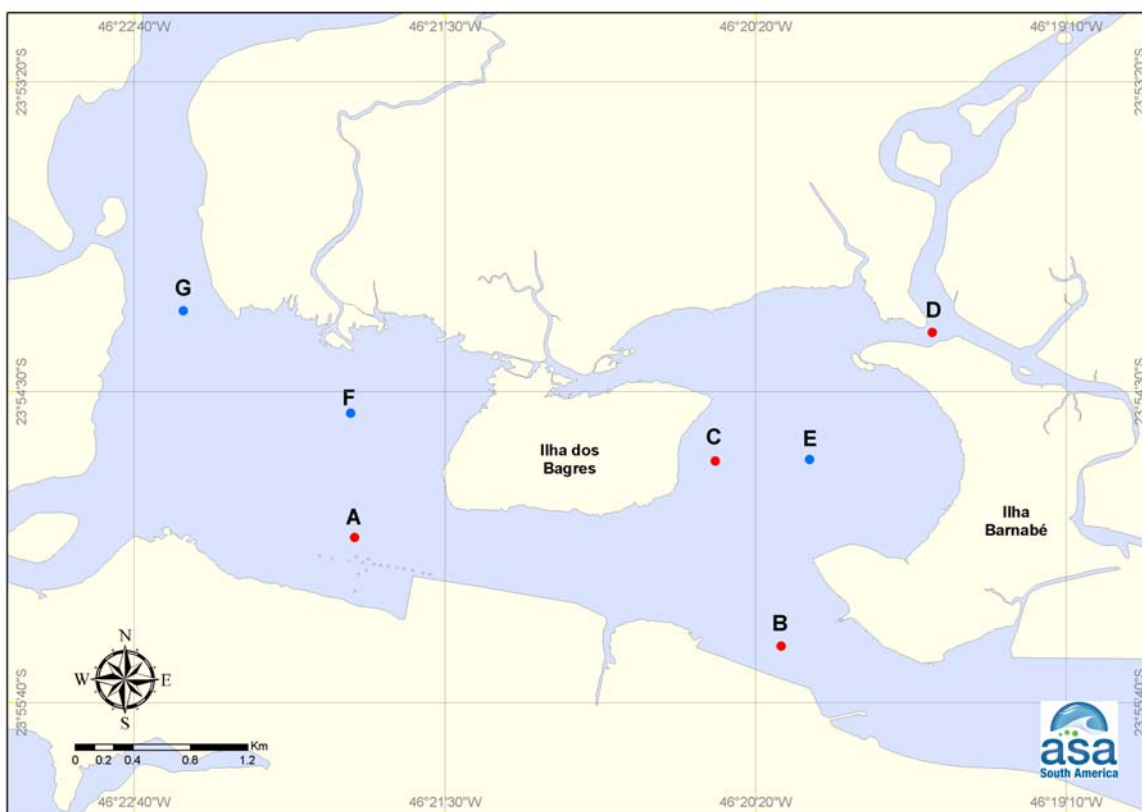 46°22'40"W
46°21'30"W
46°20'20"W
46°19'10"W
23°53'20"S
23°53'20"S
G
D
23°54'30"S
23°54'30"S
F
C
E
Ilha dos
Bagres
A
Ilha
Barnabé
B
N
W
E
S
23°55'40"S
23°55'40"S
Km
0 0.2 0.4 0.8 1.2
asa
South America
46°22'40"W
46°21'30"W
46°20'20"W
46°19'10"W